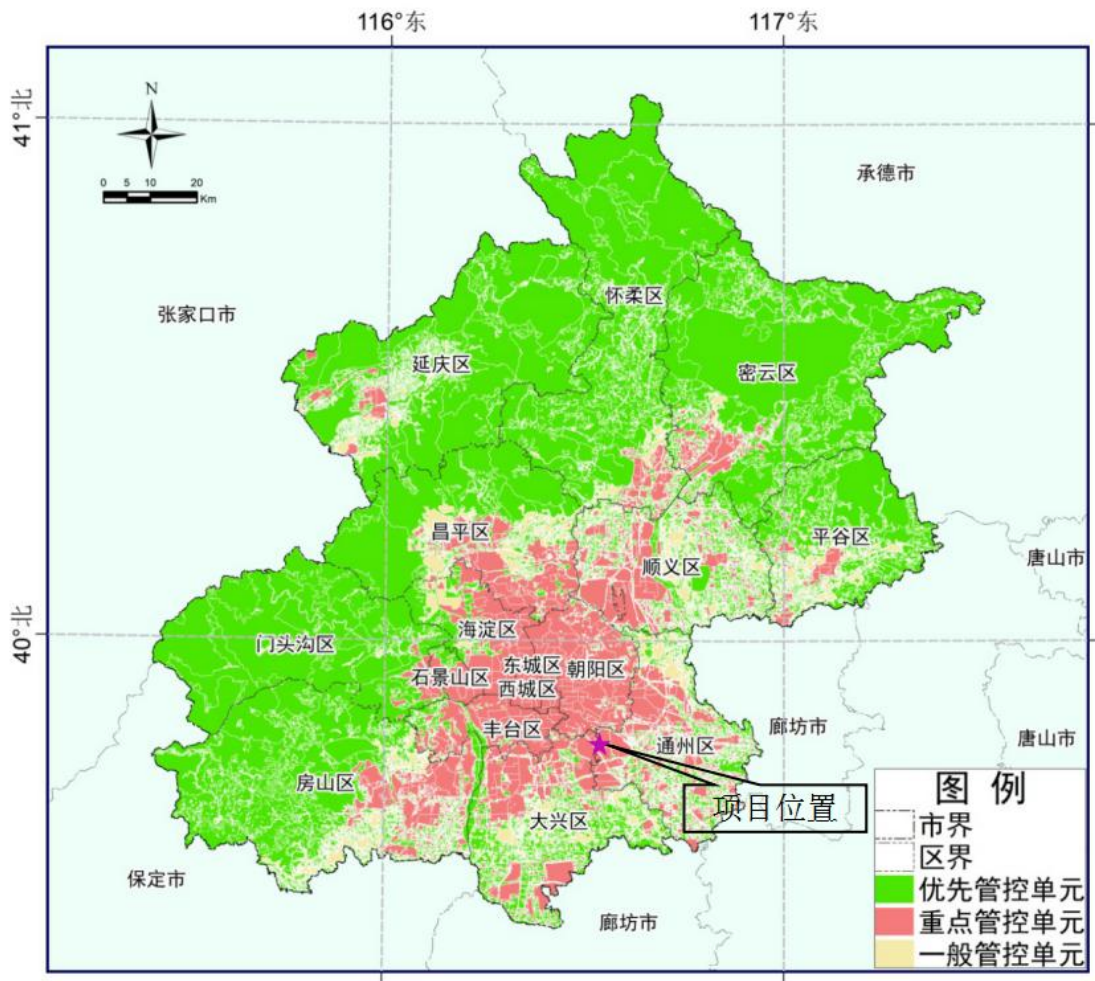 116°东
117°东
41°北
N
0 5 10 20
Km
承德市
张家口市
怀柔区
延庆区
密云区
昌平区
平谷区
顺义区
唐山市
40°北
海淀区
门头沟区
东城区
朝阳区
石景山区
西城区
丰台区
通州区
廊坊市
唐山市
房山区
项目位置
大兴区
保定市
廊坊市
图 例
市界
区界
优先管控单元
重点管控单元
一般管控单元